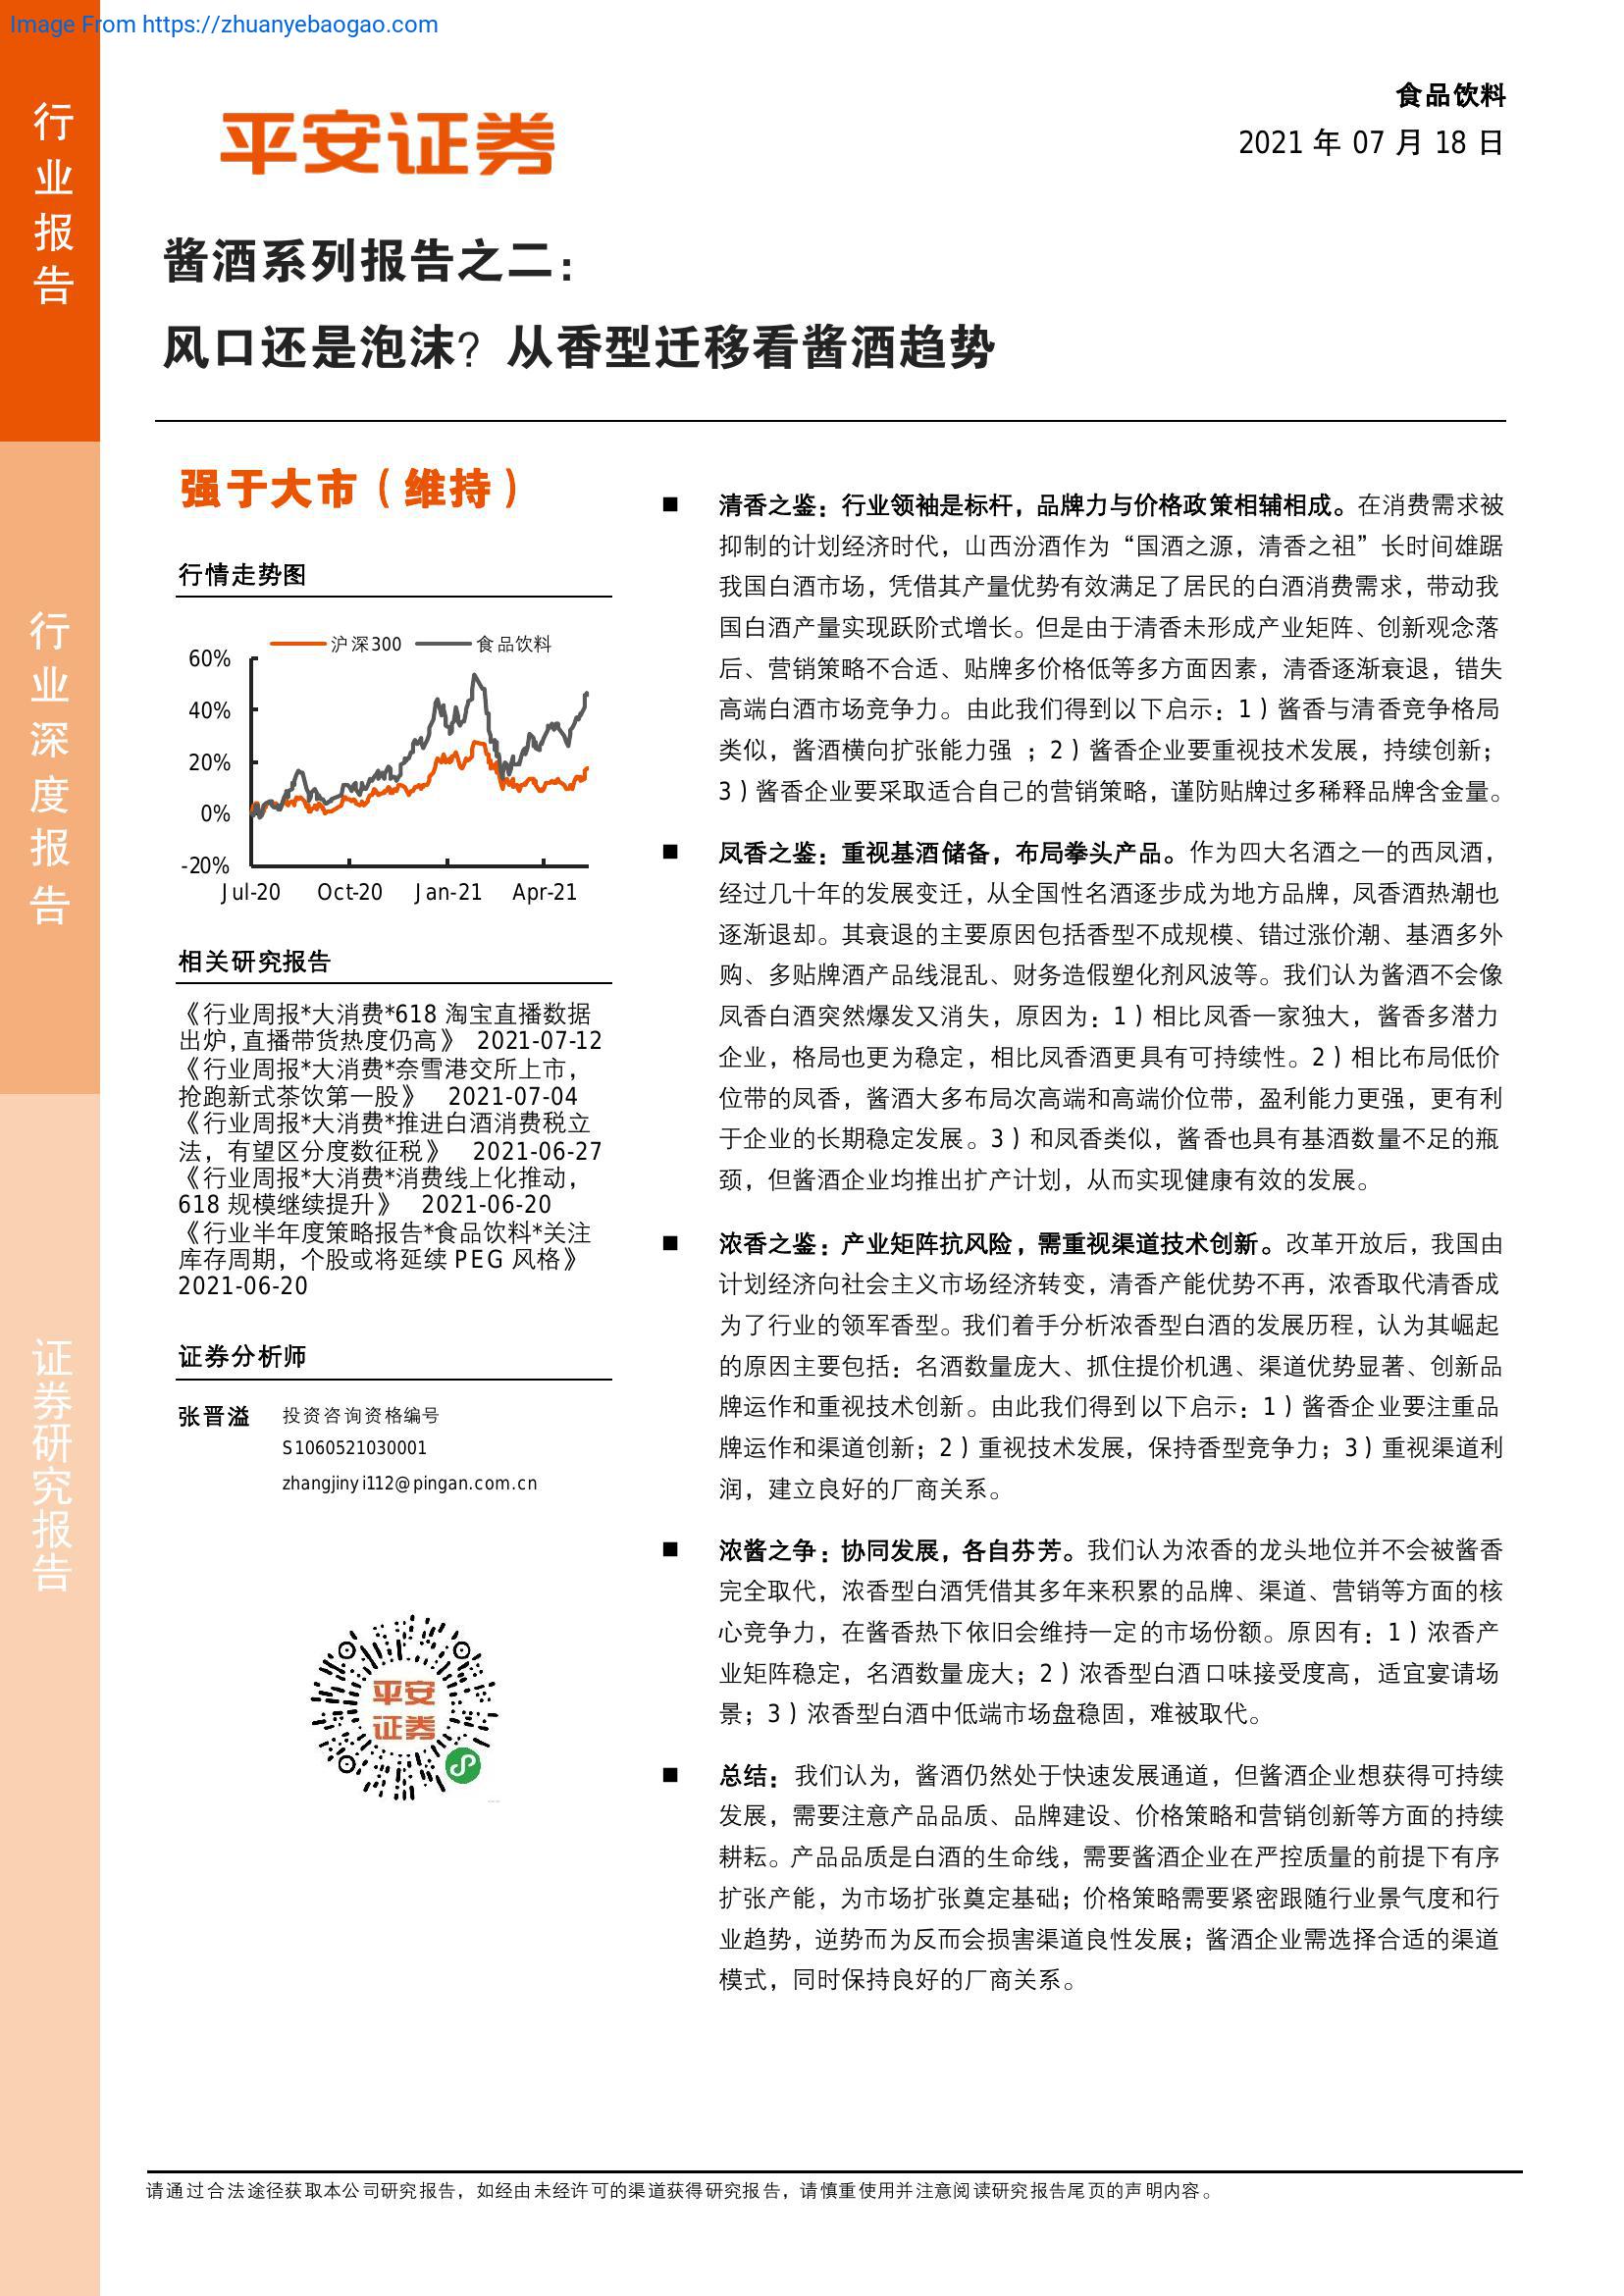 Image From https://zhuanyebaogao.com
行业报告
行业深度报告
证券研究报告
平安证券
食品饮料
2021 年 07 月 18 日
酱酒系列报告之二：
风口还是泡沫？从香型迁移看酱酒趋势
强于大市（维持）
行情走势图
沪深300 食品饮料
60%
40%
20%
0%
-20%
Jul-20 Oct-20 Jan-21 Apr-21
相关研究报告
《行业周报*大消费*618 淘宝直播数据
出炉，直播带货热度仍高》 2021-07-12
《行业周报*大消费*奈雪港交所上市，
抢跑新式茶饮第一股》 2021-07-04
《行业周报*大消费*推进白酒消费税立
法，有望区分度数征税》 2021-06-27
《行业周报*大消费*消费线上化推动，
618 规模继续提升》 2021-06-20
《行业半年度策略报告*食品饮料*关注
库存周期，个股或将延续 PEG 风格》
2021-06-20
证券分析师
张晋溢 投资咨询资格编号
S1060521030001
zhangjinyi112@pingan.com.cn
平安
证券
■ 清香之鉴：行业领袖是标杆，品牌力与价格政策相辅相成。在消费需求被
抑制的计划经济时代，山西汾酒作为“国酒之源，清香之祖”长时间雄踞
我国白酒市场，凭借其产量优势有效满足了居民的白酒消费需求，带动我
国白酒产量实现跃阶式增长。但是由于清香未形成产业矩阵、创新观念落
后、营销策略不合适、贴牌多价格低等多方面因素，清香逐渐衰退，错失
高端白酒市场竞争力。由此我们得到以下启示：1）酱香与清香竞争格局
类似，酱酒横向扩张能力强 ；2）酱香企业要重视技术发展，持续创新；
3）酱香企业要采取适合自己的营销策略，谨防贴牌过多稀释品牌含金量。
■ 凤香之鉴：重视基酒储备，布局拳头产品。作为四大名酒之一的西凤酒，
经过几十年的发展变迁，从全国性名酒逐步成为地方品牌，凤香酒热潮也
逐渐退却。其衰退的主要原因包括香型不成规模、错过涨价潮、基酒多外
购、多贴牌酒产品线混乱、财务造假塑化剂风波等。我们认为酱酒不会像
凤香白酒突然爆发又消失，原因为：1）相比凤香一家独大，酱香多潜力
企业，格局也更为稳定，相比凤香酒更具有可持续性。2）相比布局低价
位带的凤香，酱酒大多布局次高端和高端价位带，盈利能力更强，更有利
于企业的长期稳定发展。3）和凤香类似，酱香也具有基酒数量不足的瓶
颈，但酱酒企业均推出扩产计划，从而实现健康有效的发展。
■ 浓香之鉴：产业矩阵抗风险，需重视渠道技术创新。改革开放后，我国由
计划经济向社会主义市场经济转变，清香产能优势不再，浓香取代清香成
为了行业的领军香型。我们着手分析浓香型白酒的发展历程，认为其崛起
的原因主要包括：名酒数量庞大、抓住提价机遇、渠道优势显著、创新品
牌运作和重视技术创新。由此我们得到以下启示：1）酱香企业要注重品
牌运作和渠道创新；2）重视技术发展，保持香型竞争力；3）重视渠道利
润，建立良好的厂商关系。
■ 浓酱之争：协同发展，各自芬芳。我们认为浓香的龙头地位并不会被酱香
完全取代，浓香型白酒凭借其多年来积累的品牌、渠道、营销等方面的核
心竞争力，在酱香热下依旧会维持一定的市场份额。原因有：1）浓香产
业矩阵稳定，名酒数量庞大；2）浓香型白酒口味接受度高，适宜宴请场
景；3）浓香型白酒中低端市场盘稳固，难被取代。
■ 总结：我们认为，酱酒仍然处于快速发展通道，但酱酒企业想获得可持续
发展，需要注意产品品质、品牌建设、价格策略和营销创新等方面的持续
耕耘。产品品质是白酒的生命线，需要酱酒企业在严控质量的前提下有序
扩张产能，为市场扩张奠定基础；价格策略需要紧密跟随行业景气度和行
业趋势，逆势而为反而会损害渠道良性发展；酱酒企业需选择合适的渠道
模式，同时保持良好的厂商关系。
请通过合法途径获取本公司研究报告，如经由未经许可的渠道获得研究报告，请慎重使用并注意阅读研究报告尾页的声明内容。